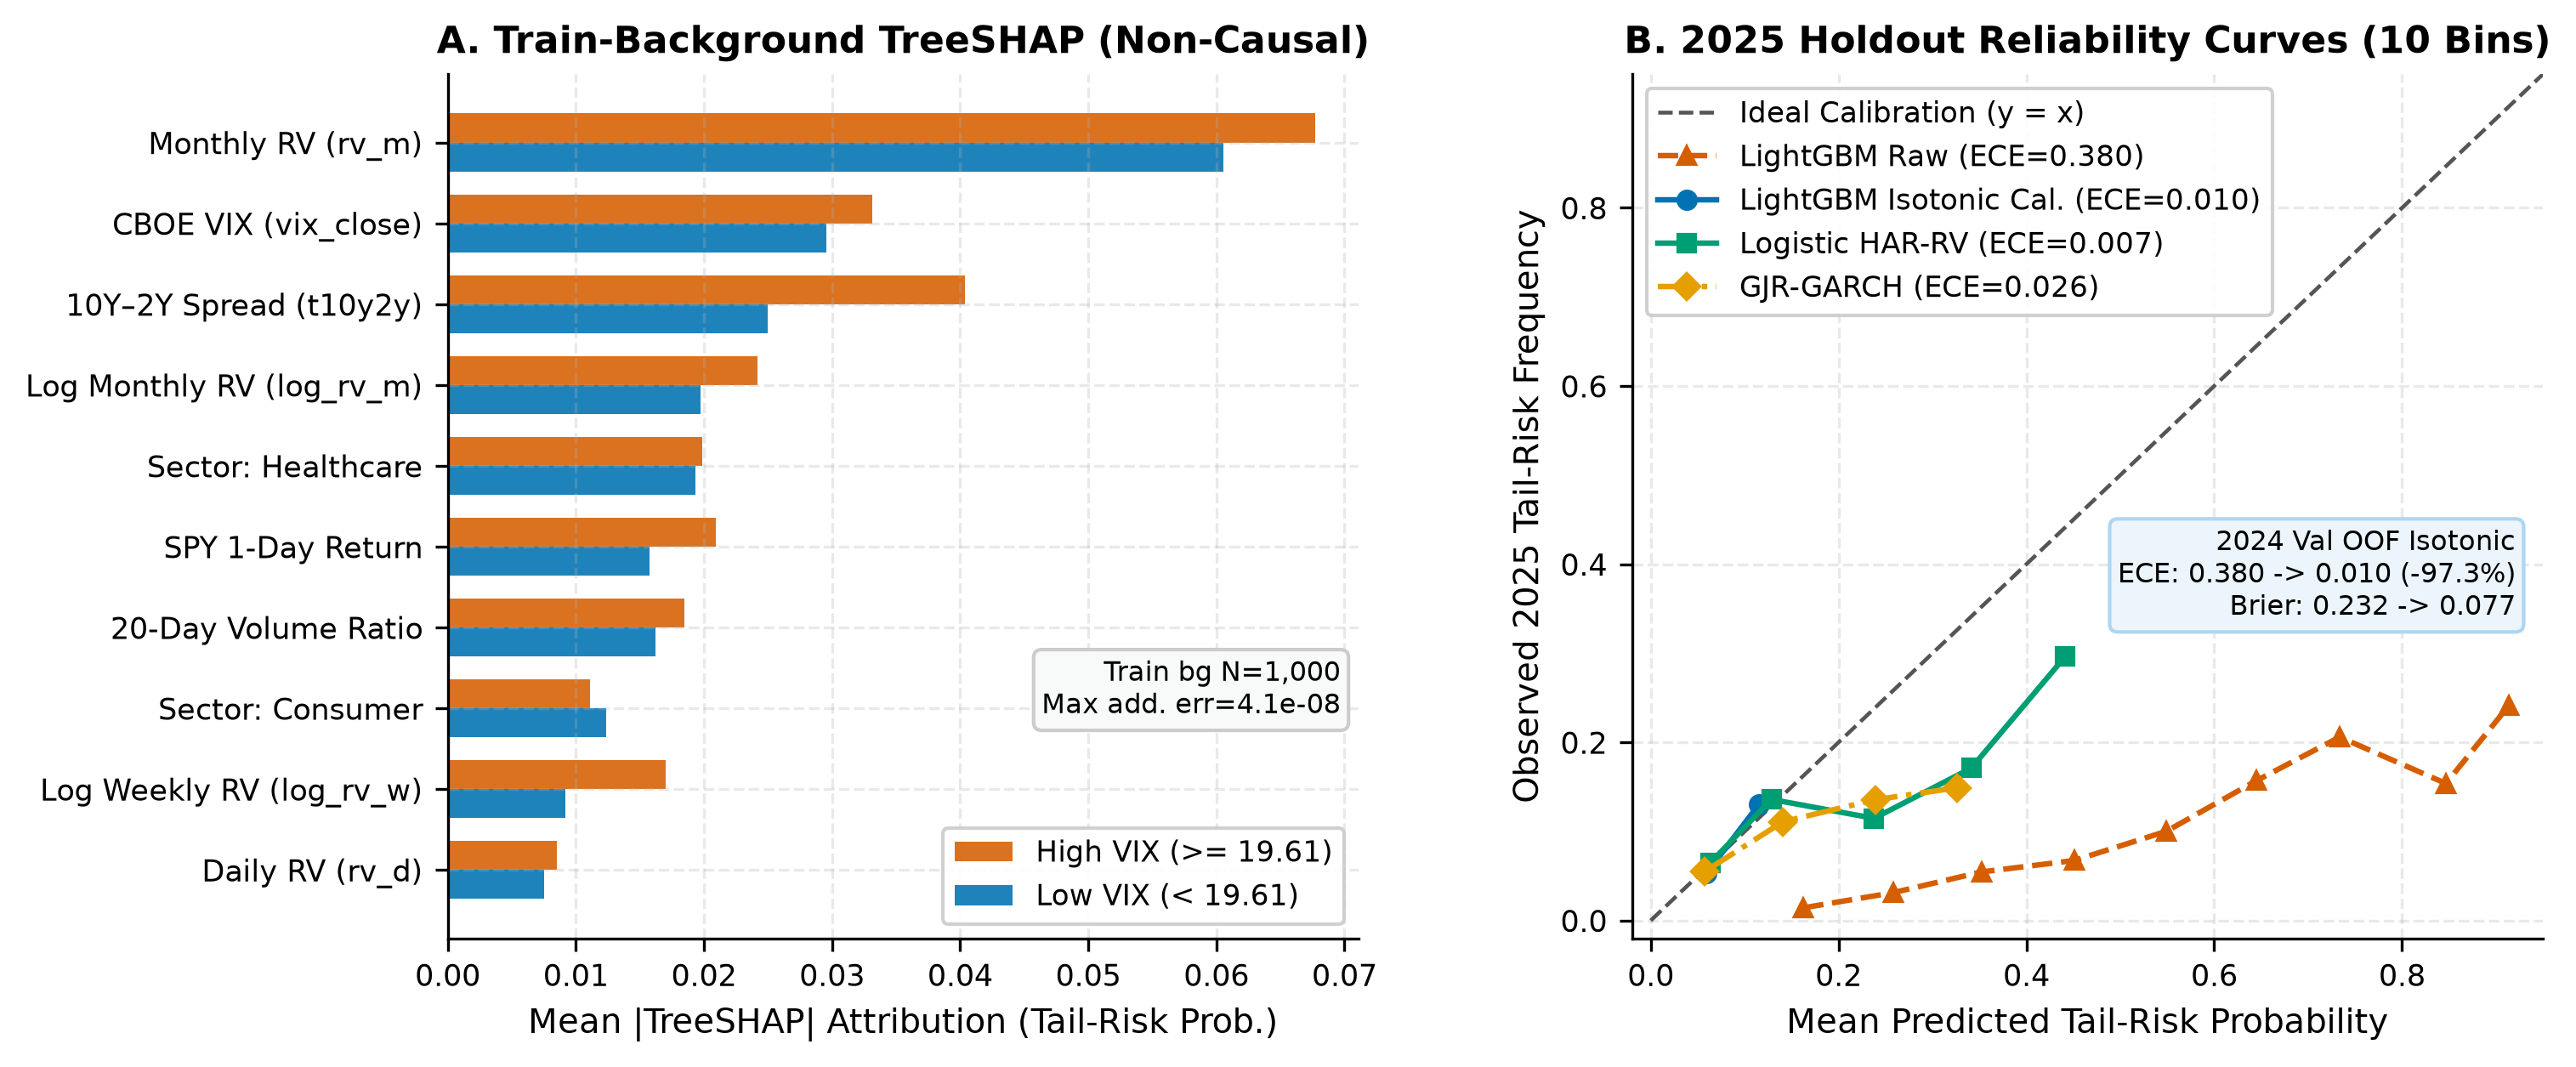 A. Train-Background TreeSHAP (Non-Causal)
Monthly RV (rv_m)
CBOE VIX (vix_close)
10Y–2Y Spread (t10y2y)
Log Monthly RV (log_rv_m)
Sector: Healthcare
SPY 1-Day Return
20-Day Volume Ratio
Sector: Consumer
Log Weekly RV (log_rv_w)
Daily RV (rv_d)
Train bg N=1,000
Max add. err=4.1e-08
High VIX (>= 19.61)
Low VIX (< 19.61)
0.00 0.01 0.02 0.03 0.04 0.05 0.06 0.07
Mean |TreeSHAP| Attribution (Tail-Risk Prob.)
B. 2025 Holdout Reliability Curves (10 Bins)
Observed 2025 Tail-Risk Frequency
0.8
0.6
0.4
0.2
0.0
Ideal Calibration (y = x)
LightGBM Raw (ECE=0.380)
LightGBM Isotonic Cal. (ECE=0.010)
Logistic HAR-RV (ECE=0.007)
GJR-GARCH (ECE=0.026)
2024 Val OOF Isotonic
ECE: 0.380 -> 0.010 (-97.3%)
Brier: 0.232 -> 0.077
0.0 0.2 0.4 0.6 0.8
Mean Predicted Tail-Risk Probability